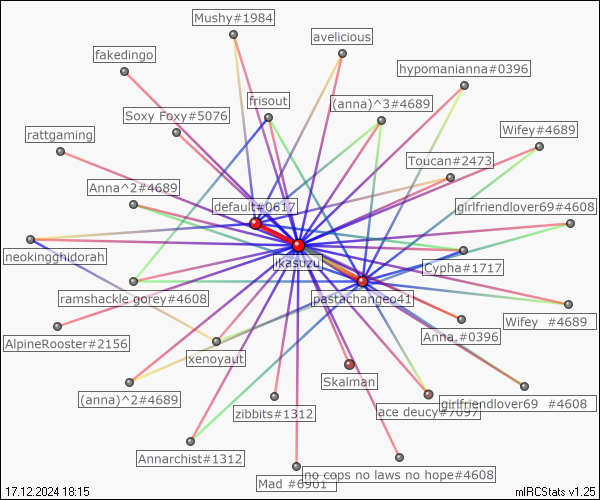 Mushy#1984
avelicious
fakedingo
hypomanianna#0396
frisout
(anna)^3#4689
Soxy Foxy#5076
Wifey#4689
rattgaming
Toucan#2473
Anna^2#4689
default#0617
girlfriendlover69#4608
neokingghidorah
ikasuzu
Cypha#1717
ramshackle gorey#4608
pastachangeo41
Wifey  #4689
AlpineRooster#2156
Anna.#0396
xenoyaut
Skalman
(anna)^2#4689
zibbits#1312
ace deucy#7097
girlfriendlover69  #4608
Annarchist#1312
no cops no laws no hope#4608
Mad #6901
17.12.2024 18:15
mIRCStats v1.25